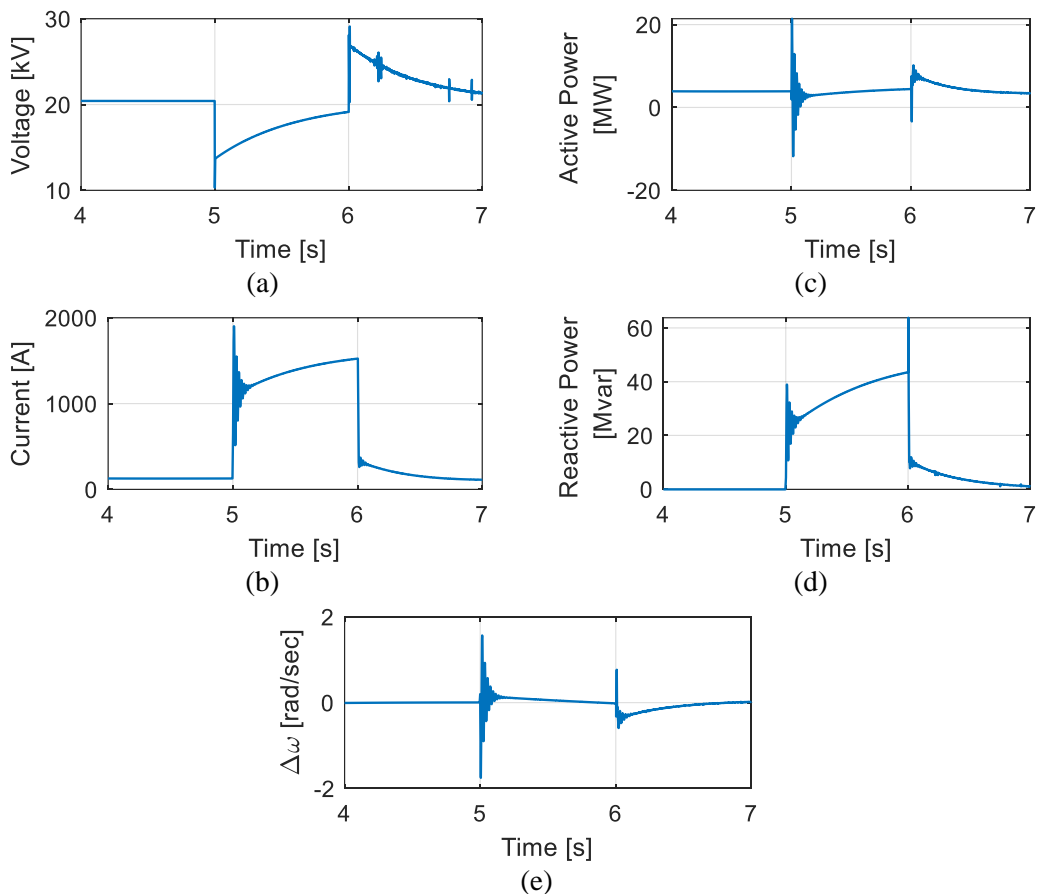 30
20
10
Voltage [kV]
4 5 6 7
Time [s]
(a)
20
0
-20
Active Power
[MW]
4 5 6 7
Time [s]
(c)
2000
1000
0
Current [A]
4 5 6 7
Time [s]
(b)
60
40
20
0
Reactive Power
[Mvar]
4 5 6 7
Time [s]
(d)
2
0
-2
Δω [rad/sec]
4 5 6 7
Time [s]
(e)